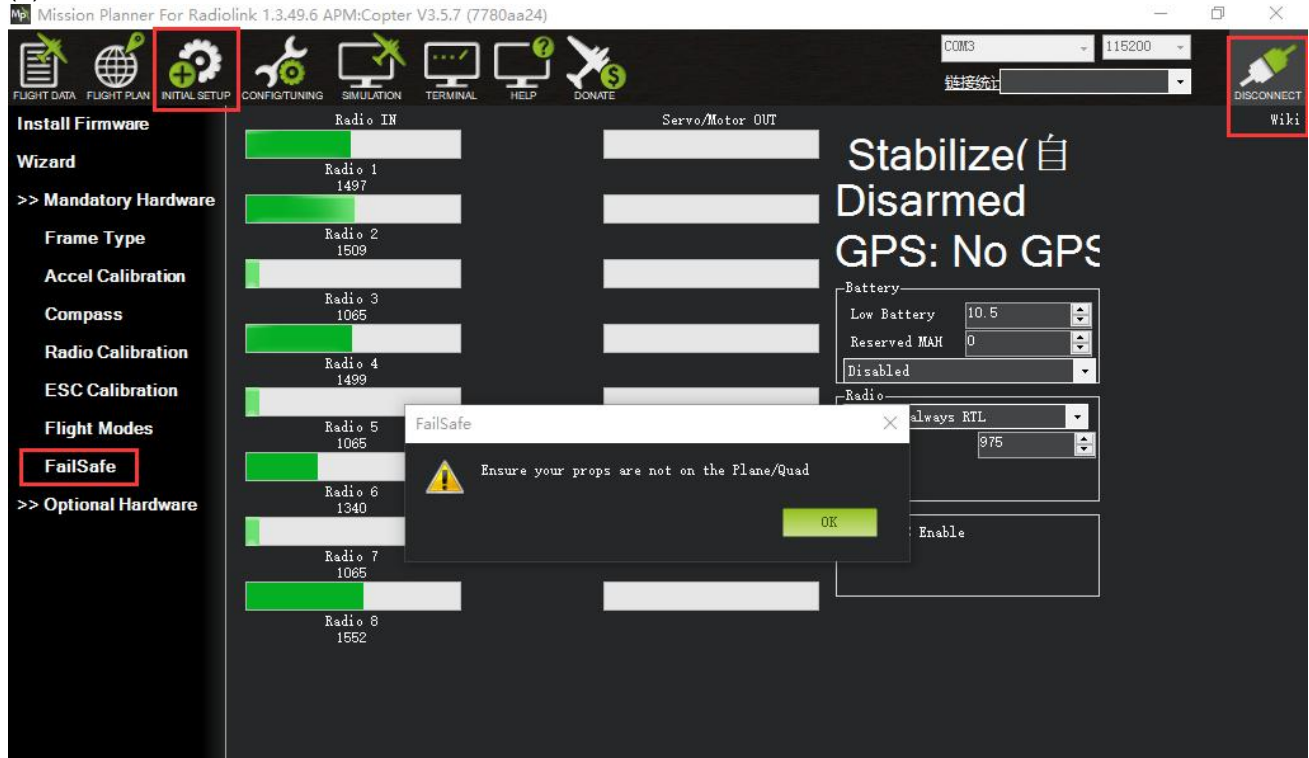 Mission Planner For Radiolink 1.3.49.6 APM:Copter V3.5.7 (7780aa24)
FLIGHT DATA
FLIGHT PLAN
INITIAL SETUP
CONFIG/TUNING
SIMULATION
TERMINAL
HELP
DONATE
COM3
115200
链接统计
DISCONNECT
Install Firmware
Wizard
>> Mandatory Hardware
Frame Type
Accel Calibration
Compass
Radio Calibration
ESC Calibration
Flight Modes
FailSafe
>> Optional Hardware
Radio IN
Servo/Motor OUT
Wiki
Radio 1
1497
Radio 2
1509
Radio 3
1065
Radio 4
1499
Radio 5
1065
Radio 6
1340
Radio 7
1065
Radio 8
1552
Stabilize(自
Disarmed
GPS: No GPS
Battery
Low Battery 10.5
Reserved MAH 0
Disabled
Radio
always RTL
975
Enable
FailSafe
Ensure your props are not on the Plane/Quad
OK